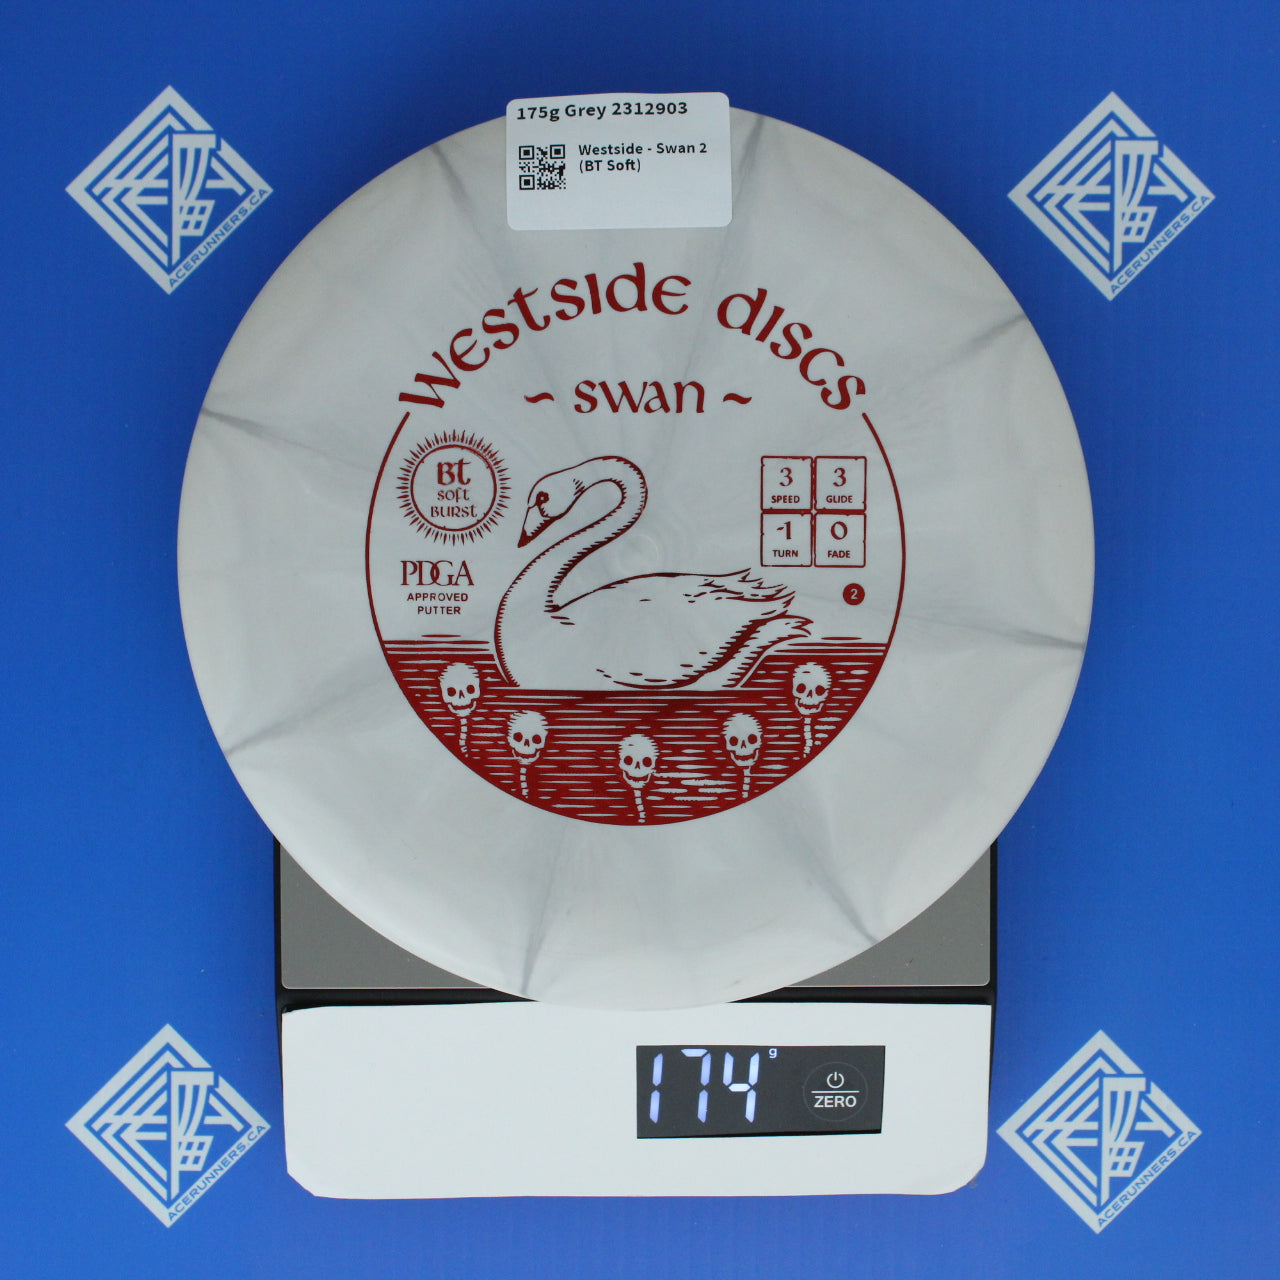 175g Grey 2312903
Westside - Swan 2
(BT Soft)
westside discs
~ swan ~
BT
soft
BURST
3
SPEED
3
GLIDE
-1
TURN
0
FADE
PDGA
APPROVED
PUTTER
2
174 g
ZERO
ACERUNNERS.CA
ACERUNNERS.CA
ACERUNNERS.CA
ACERUNNERS.CA